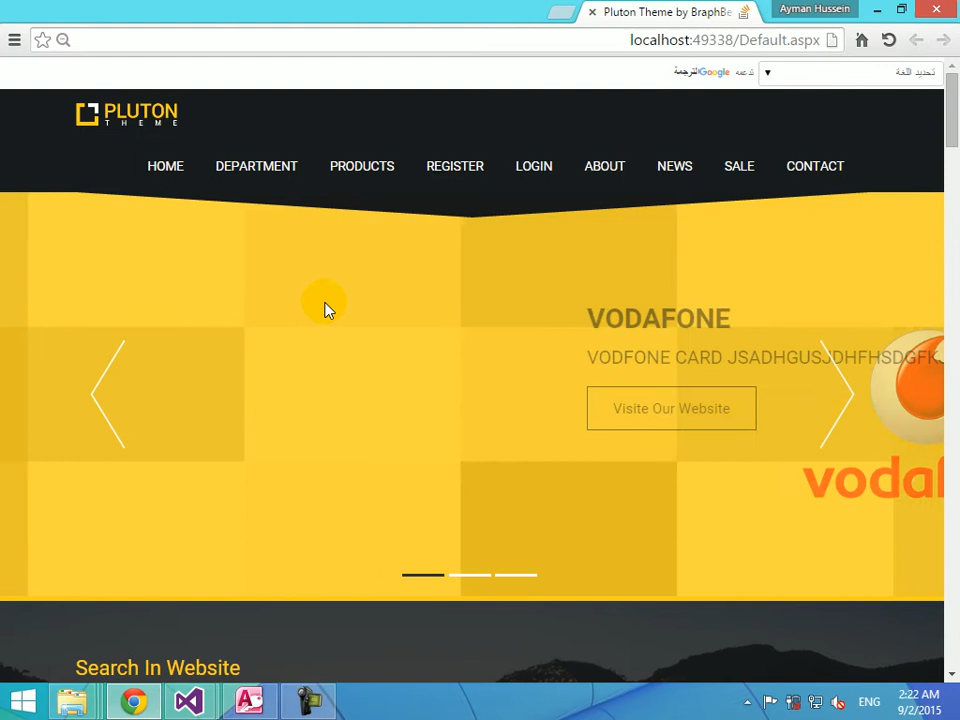 Pluton Theme by BraphBe
Ayman Hussein
localhost:49338/Default.aspx
تدعمه Google الترجمة
تحديد اللغة
PLUTON
THEME
HOME DEPARTMENT PRODUCTS REGISTER LOGIN ABOUT NEWS SALE CONTACT
VODAFONE
VODFONE CARD JSADHGUSJDHFHSDGFK
Visite Our Website
vodaf
Search In Website
ENG
2:22 AM
9/2/2015